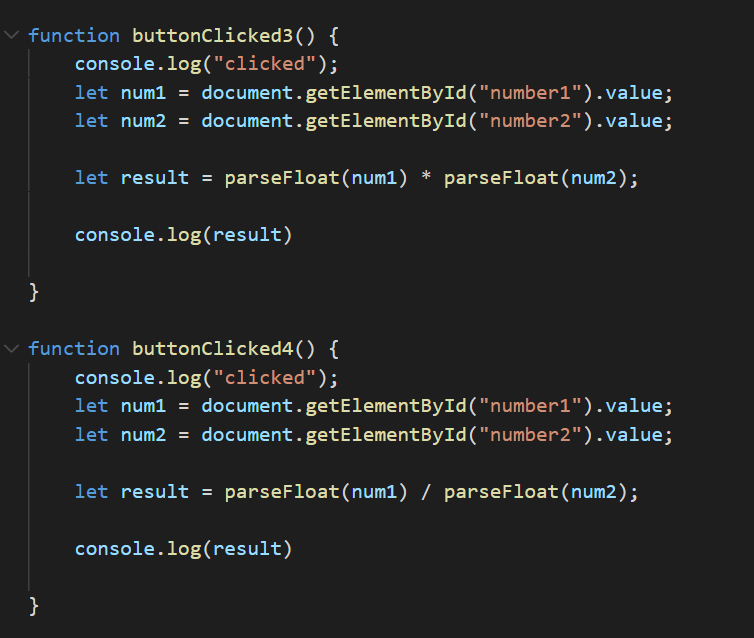 function buttonClicked3() {
    console.log("clicked");
    let num1 = document.getElementById("number1").value;
    let num2 = document.getElementById("number2").value;

    let result = parseFloat(num1) * parseFloat(num2);

    console.log(result)

}

function buttonClicked4() {
    console.log("clicked");
    let num1 = document.getElementById("number1").value;
    let num2 = document.getElementById("number2").value;

    let result = parseFloat(num1) / parseFloat(num2);

    console.log(result)

}